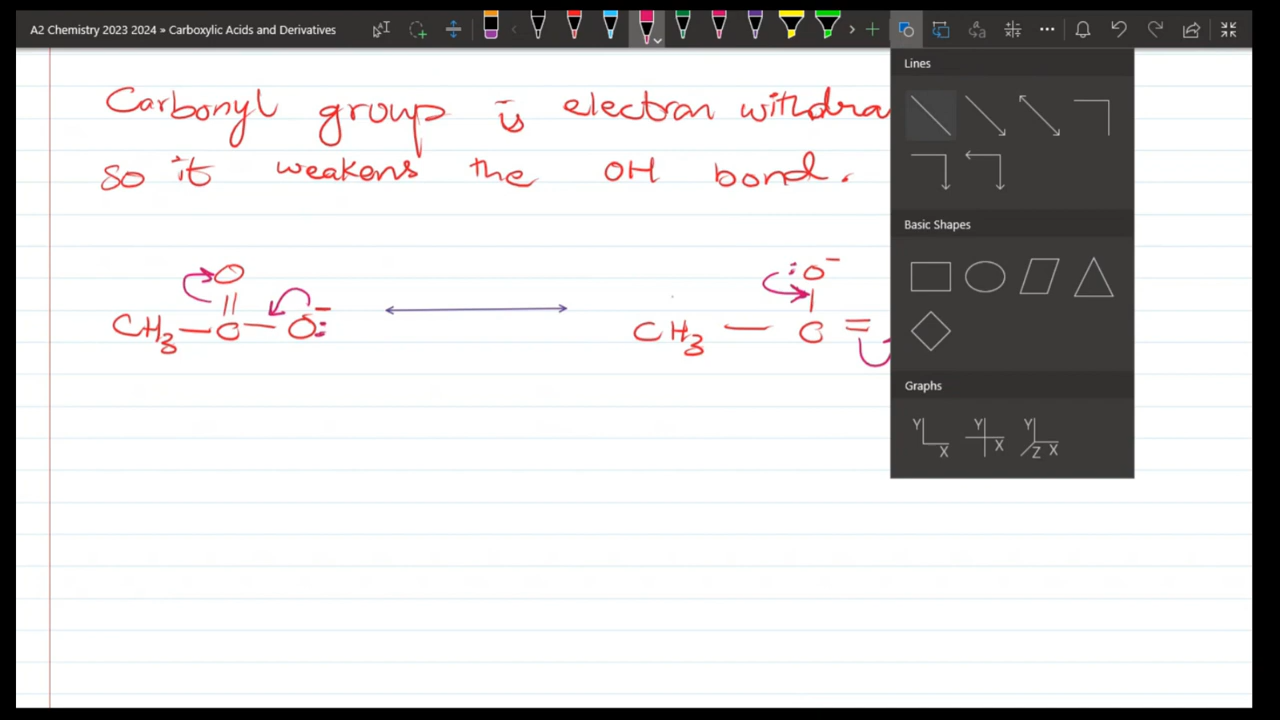 A2 Chemistry 2023 2024 » Carboxylic Acids and Derivatives
Lines
Carbonyl group is electron withdra
so it weakens the OH bond.
Basic Shapes
O
:O⁻
CH3—C—O⁻
CH3 — C =
Graphs
Y X Y X Y Z X